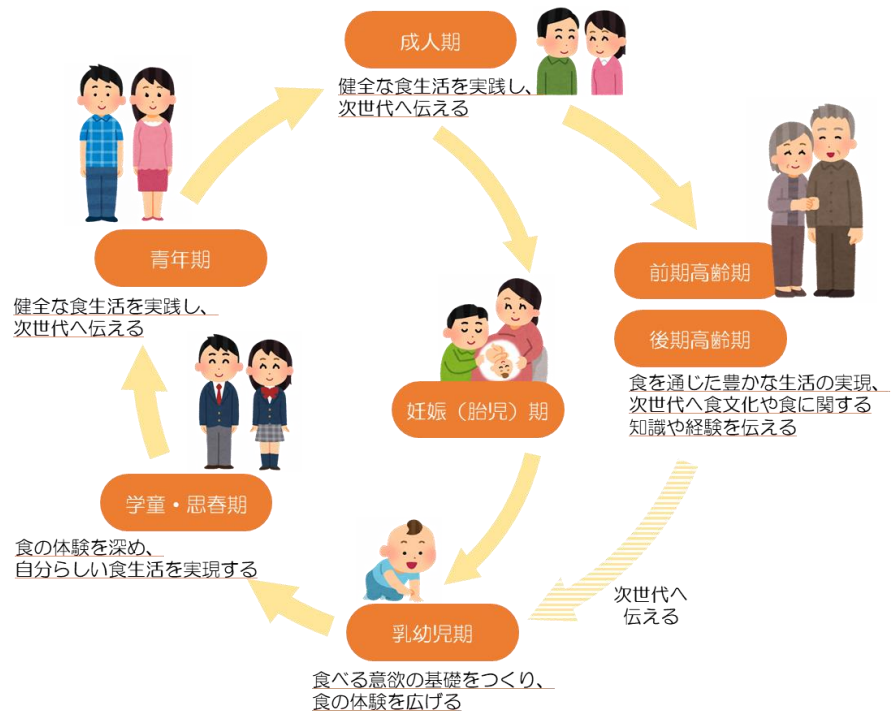 成人期
健全な食生活を実践し、
次世代へ伝える
青年期
健全な食生活を実践し、
次世代へ伝える
前期高齢期
後期高齢期
食を通じた豊かな生活の実現、
次世代へ食文化や食に関する
知識や経験を伝える
妊娠（胎児）期
学童・思春期
食の体験を深め、
自分らしい食生活を実現する
次世代へ
伝える
乳幼児期
食べる意欲の基礎をつくり、
食の体験を広げる